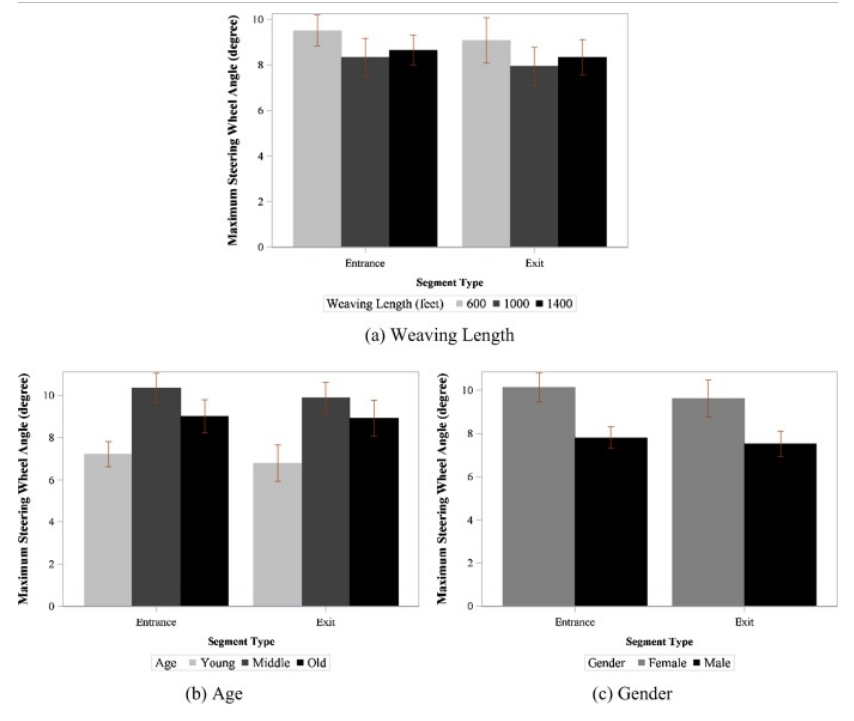 Maximum Steering Wheel Angle (degree)
10
8
6
4
2
0
Entrance
Exit
Segment Type
Weaving Length (feet) 600 1000 1400
(a) Weaving Length
Maximum Steering Wheel Angle (degree)
10
8
6
4
2
0
Entrance
Exit
Segment Type
Age Young Middle Old
(b) Age
Maximum Steering Wheel Angle (degree)
10
8
6
4
2
0
Entrance
Exit
Segment Type
Gender Female Male
(c) Gender